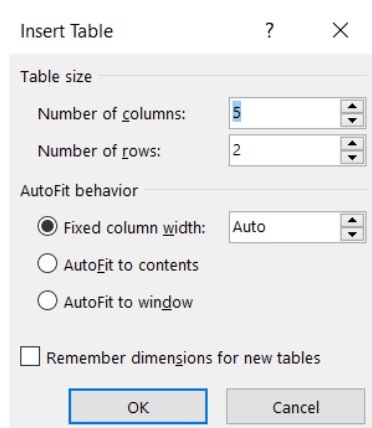 Insert Table ?
Table size
Number of columns: 5
Number of rows: 2
AutoFit behavior
Fixed column width: Auto
AutoFit to contents
AutoFit to window
Remember dimensions for new tables
OK Cancel